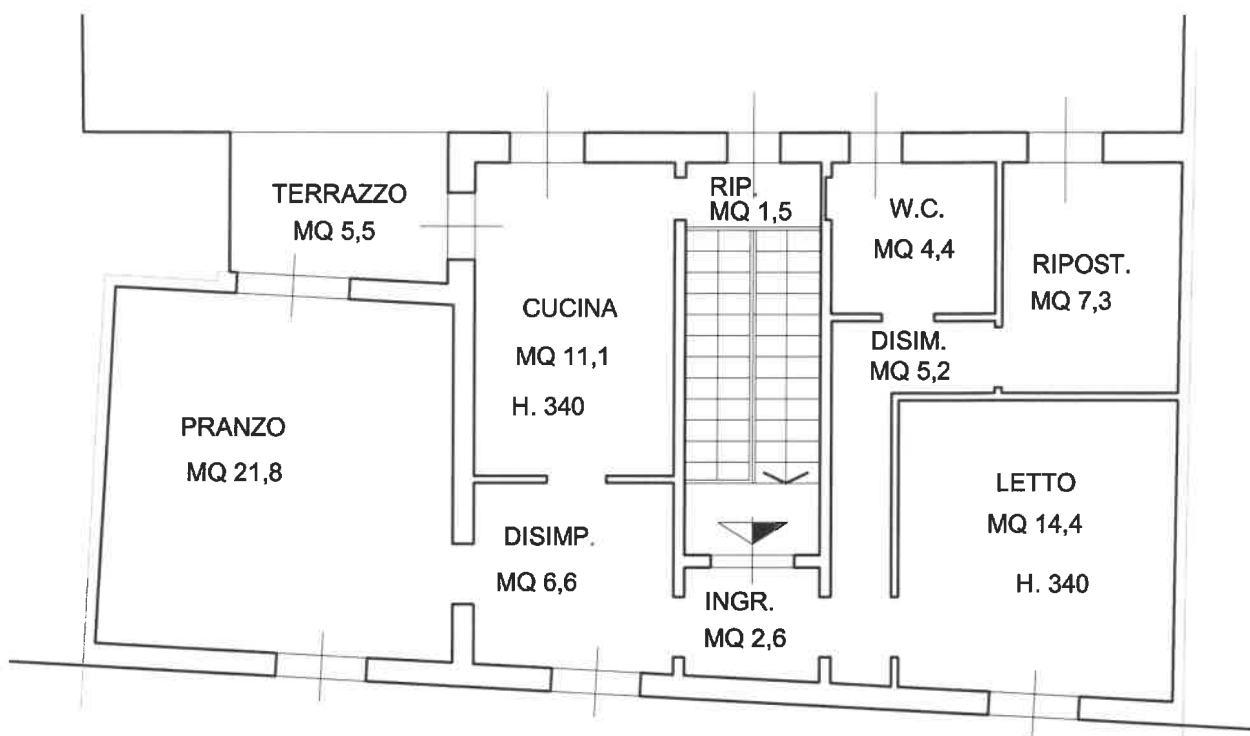 TERRAZZO
MQ 5,5
RIP.
MQ 1,5
W.C.
MQ 4,4
RIPOST.
MQ 7,3
CUCINA
MQ 11,1
H. 340
DISIM.
MQ 5,2
PRANZO
MQ 21,8
LETTO
MQ 14,4
H. 340
DISIMP.
MQ 6,6
INGR.
MQ 2,6